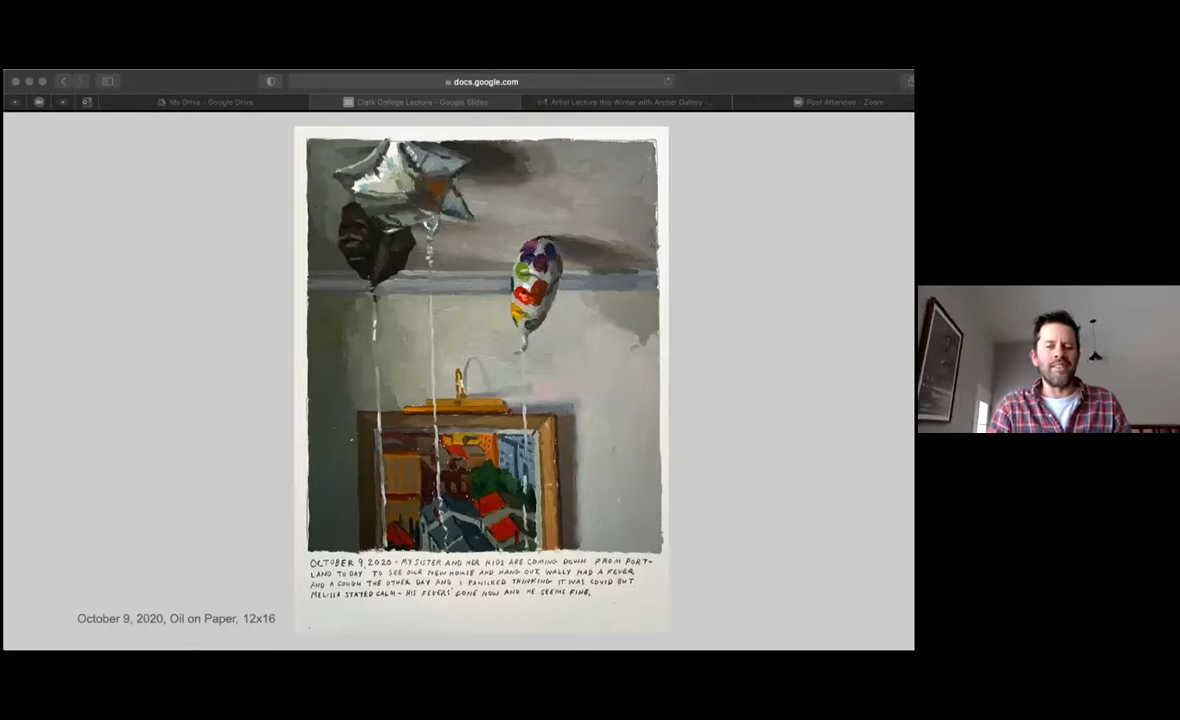 docs.google.com
My Drive - Google Drive
Clark College Lecture - Google Slides
Artist Lecture this Winter with Archer Gallery - ...
Post Attendee - Zoom
OCTOBER 9, 2020 - MY SISTER AND HER KIDS ARE COMING DOWN FROM PORT-
LAND TODAY TO SEE OUR NEW HOUSE AND HANG OUT. WALLY HAD A FEVER
AND A COUGH THE OTHER DAY AND I PANICKED THINKING IT WAS COVID BUT
MELISSA STAYED CALM - HIS FEVERS' GONE NOW AND HE SEEMS FINE.
October 9, 2020, Oil on Paper, 12x16